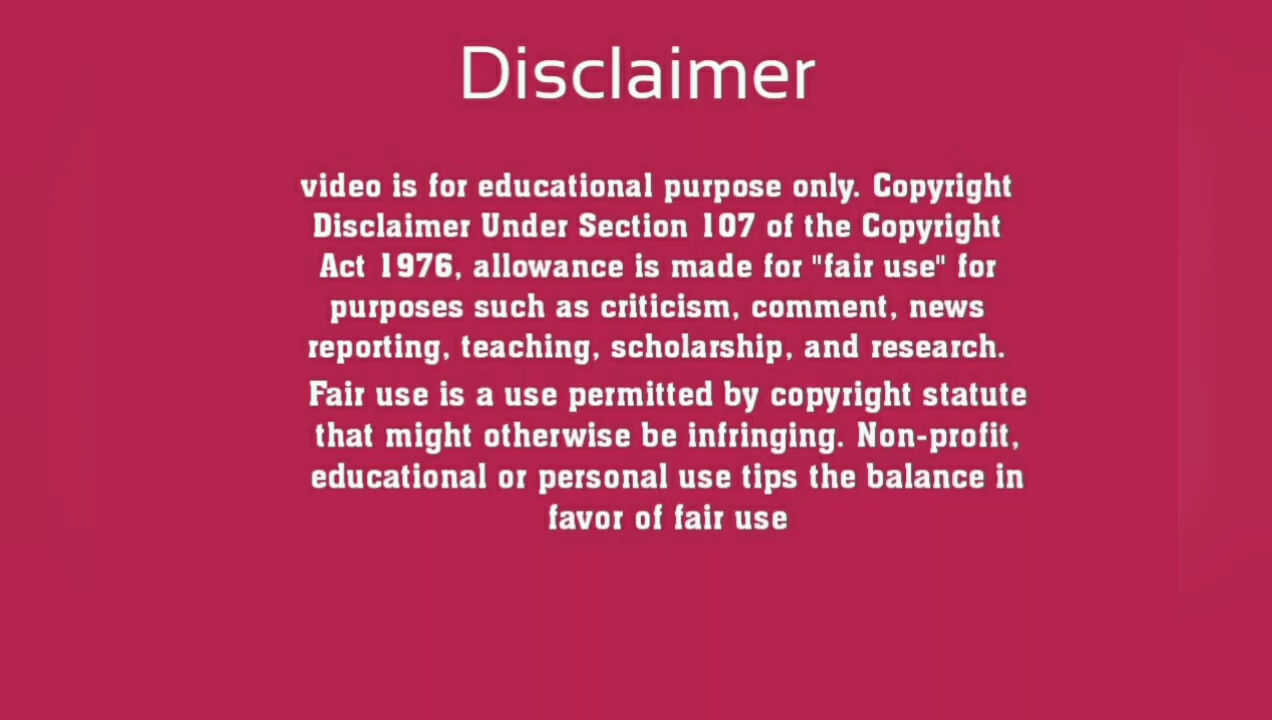 Disclaimer
video is for educational purpose only. Copyright
Disclaimer Under Section 107 of the Copyright
Act 1976, allowance is made for "fair use" for
purposes such as criticism, comment, news
reporting, teaching, scholarship, and research.
Fair use is a use permitted by copyright statute
that might otherwise be infringing. Non-profit,
educational or personal use tips the balance in
favor of fair use